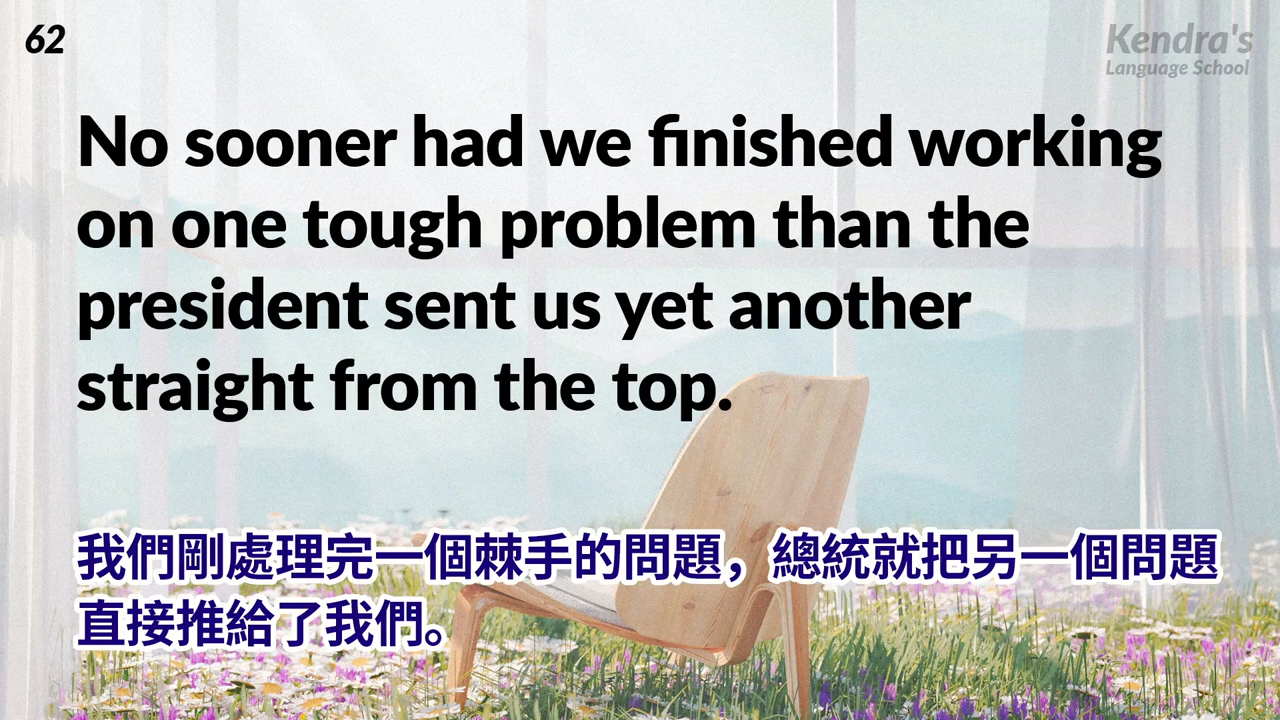 62
Kendra's
Language School
No sooner had we finished working
on one tough problem than the
president sent us yet another
straight from the top.
我們剛處理完一個棘手的問題，總統就把另一個問題
直接推給了我們。